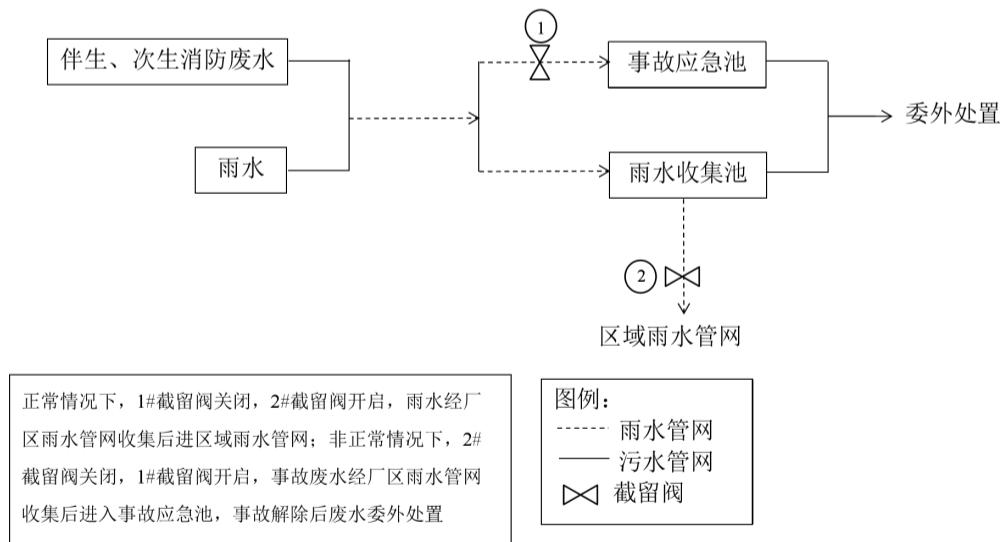 1
伴生、次生消防废水
事故应急池
委外处置
雨水
雨水收集池
2
区域雨水管网
正常情况下，1#截留阀关闭，2#截留阀开启，雨水经厂
区雨水管网收集后进区域雨水管网；非正常情况下，2#
截留阀关闭，1#截留阀开启，事故废水经厂区雨水管网
收集后进入事故应急池，事故解除后废水委外处置
图例：
雨水管网
污水管网
截留阀